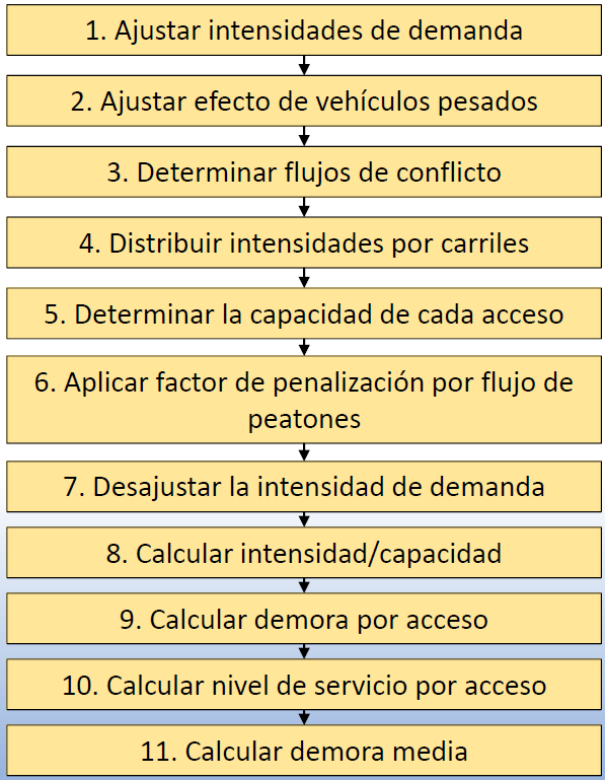 1. Ajustar intensidades de demanda
2. Ajustar efecto de vehículos pesados
3. Determinar flujos de conflicto
4. Distribuir intensidades por carriles
5. Determinar la capacidad de cada acceso
6. Aplicar factor de penalización por flujo de
peatones
7. Desajustar la intensidad de demanda
8. Calcular intensidad/capacidad
9. Calcular demora por acceso
10. Calcular nivel de servicio por acceso
11. Calcular demora media